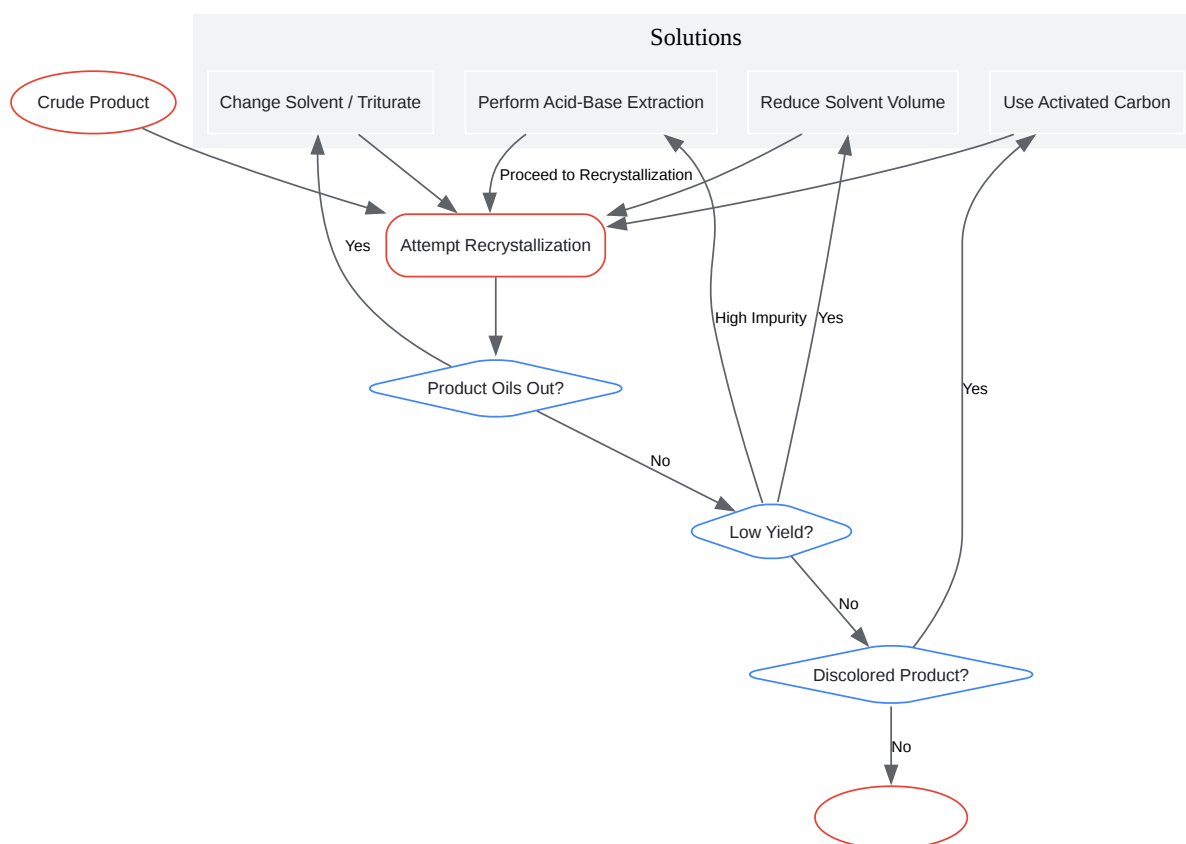 Solutions
Crude Product
Change Solvent / Triturate
Perform Acid-Base Extraction
Reduce Solvent Volume
Use Activated Carbon
Proceed to Recrystallization
Yes
Attempt Recrystallization
High Impurity
Yes
Product Oils Out?
Yes
No
Low Yield?
No
Discolored Product?
No